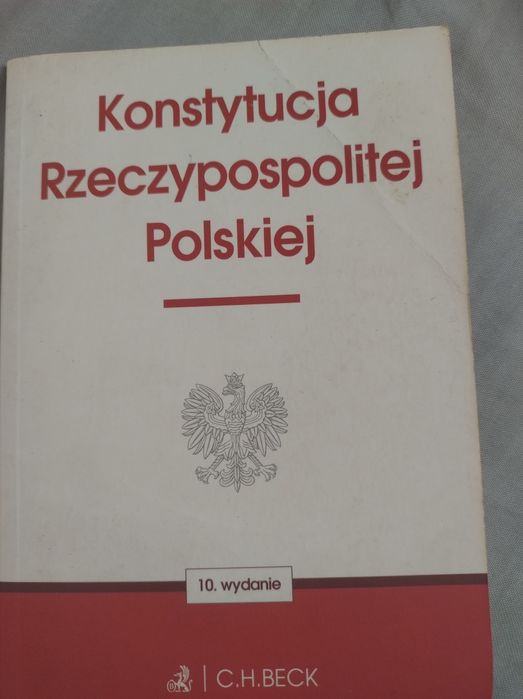 Konstytucja
Rzeczypospolitej
Polskiej
10. wydanie
C.H.BECK